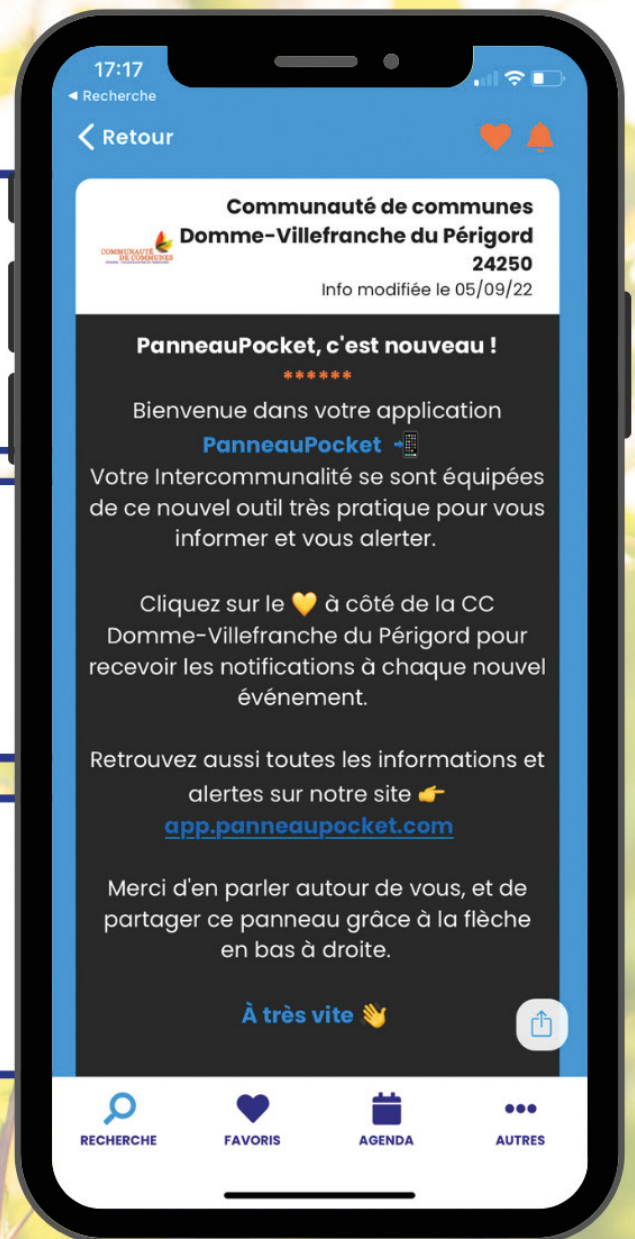 17:17
◀ Recherche
Retour
COMMUNAUTÉ
DE COMMUNES
Communauté de communes
Domme-Villefranche du Périgord
24250
Info modifiée le 05/09/22
PanneauPocket, c'est nouveau !
******
Bienvenue dans votre application
PanneauPocket 📲
Votre Intercommunalité se sont équipées
de ce nouvel outil très pratique pour vous
informer et vous alerter.
Cliquez sur le 💛 à côté de la CC
Domme-Villefranche du Périgord pour
recevoir les notifications à chaque nouvel
événement.
Retrouvez aussi toutes les informations et
alertes sur notre site 👉
app.panneaupocket.com
Merci d'en parler autour de vous, et de
partager ce panneau grâce à la flèche
en bas à droite.
À très vite 👋
RECHERCHE FAVORIS AGENDA AUTRES